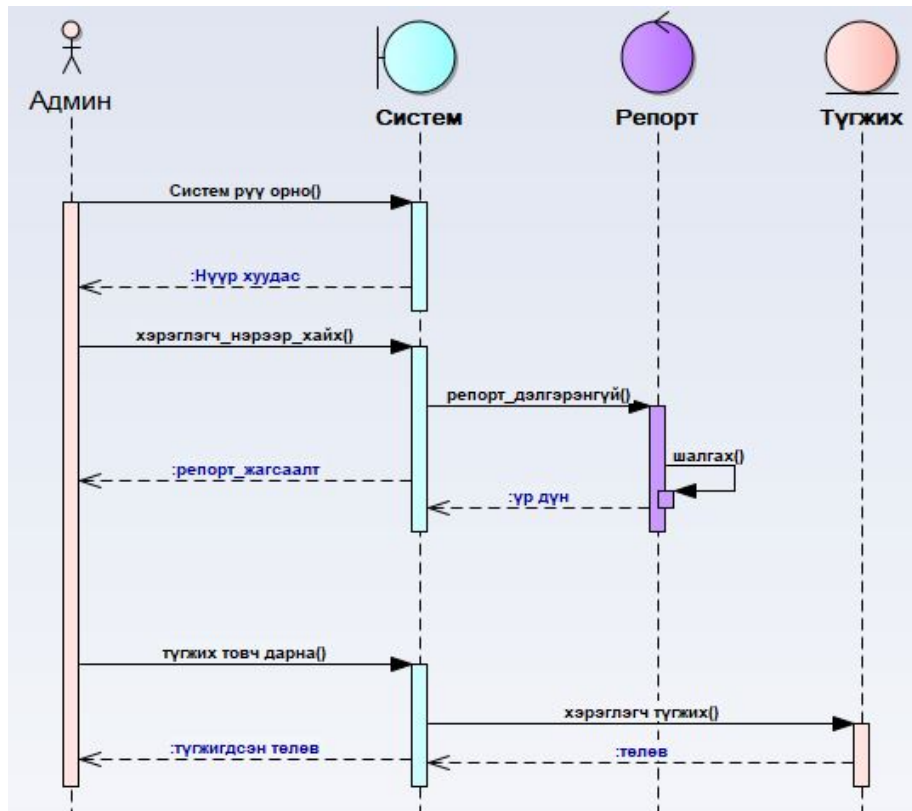 Админ
Систем
Репорт
Түгжих
Систем рүү орно()
:Нүүр хуудас
хэрэглэгч_нэрээр_хайх()
репорт_дэлгэрэнгүй()
шалгах()
:репорт_жагсаалт
:үр дүн
түгжих товч дарна()
хэрэглэгч түгжих()
:түгжигдсэн төлөв
:төлөв